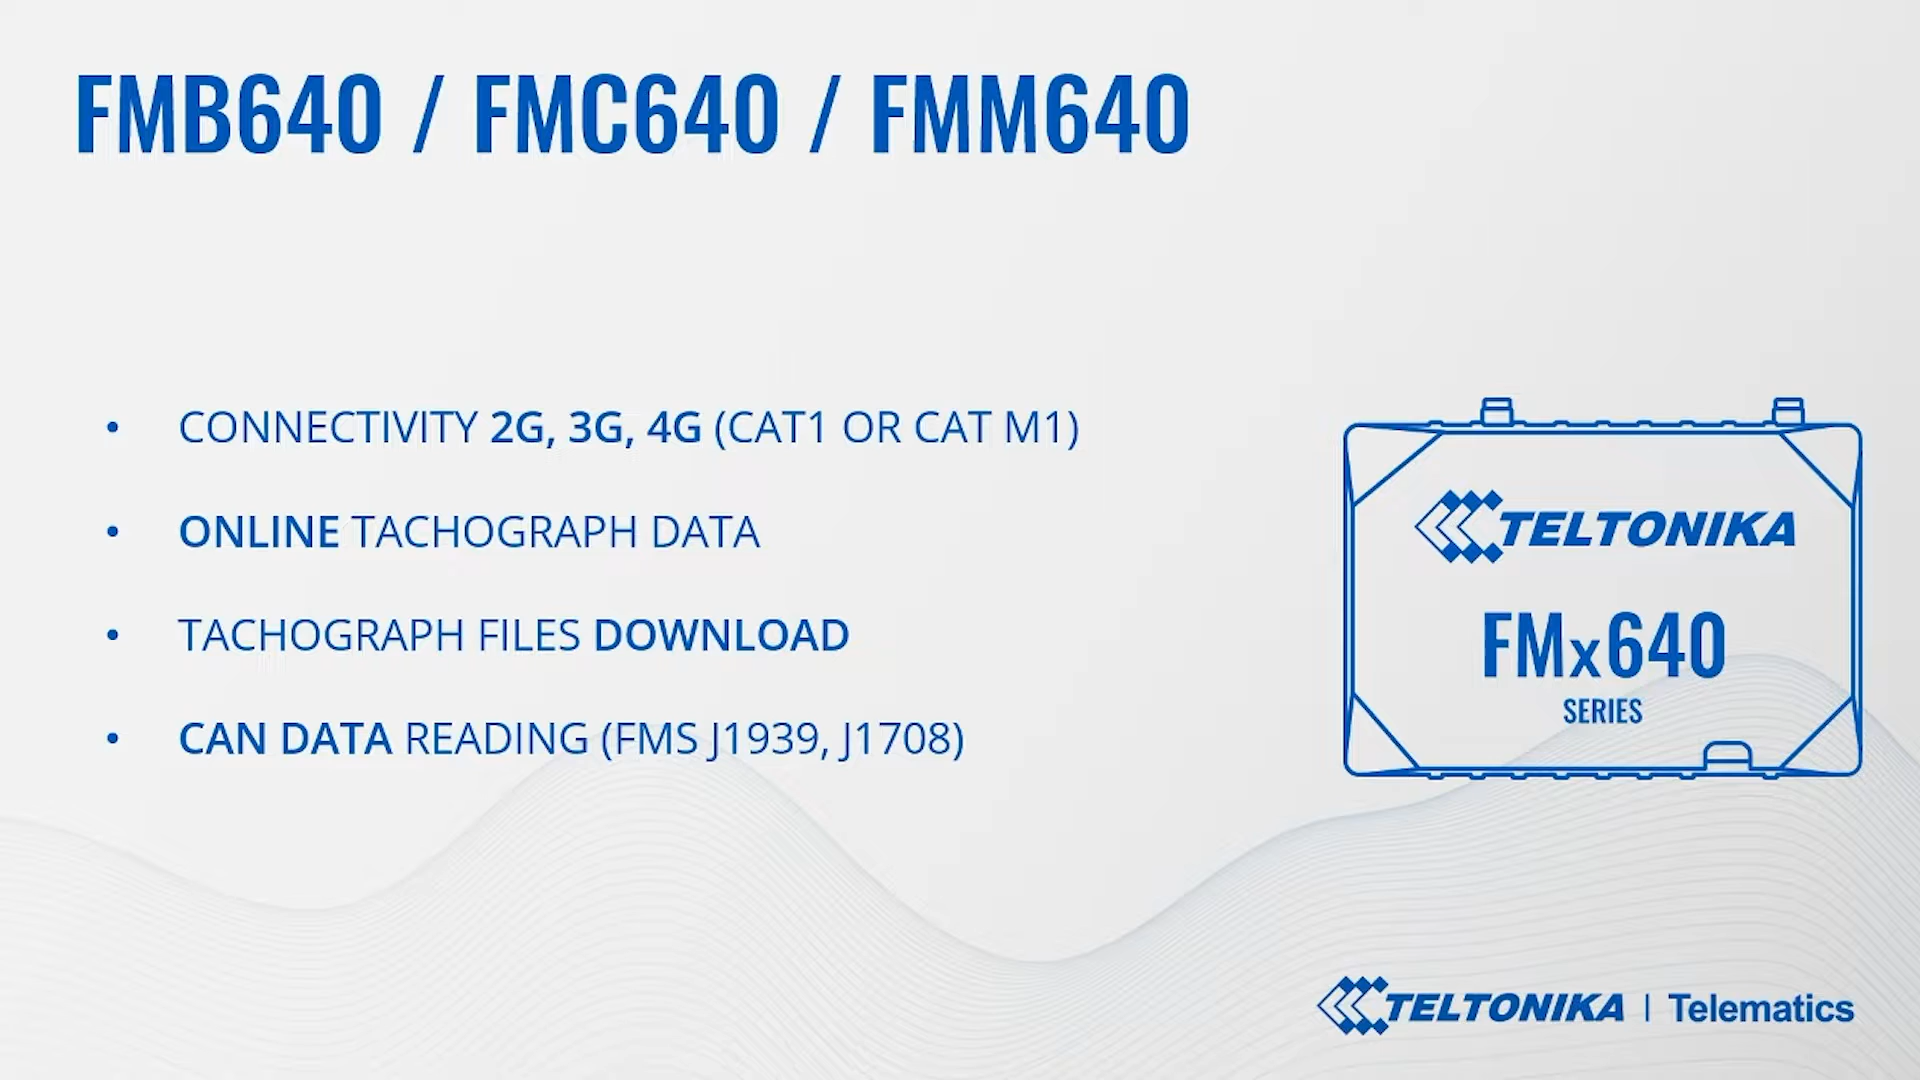 FMB640 / FMC640 / FMM640
• CONNECTIVITY 2G, 3G, 4G (CAT1 OR CAT M1)
• ONLINE TACHOGRAPH DATA
• TACHOGRAPH FILES DOWNLOAD
• CAN DATA READING (FMS J1939, J1708)
TELTONIKA
FMx640
SERIES
TELTONIKA | Telematics